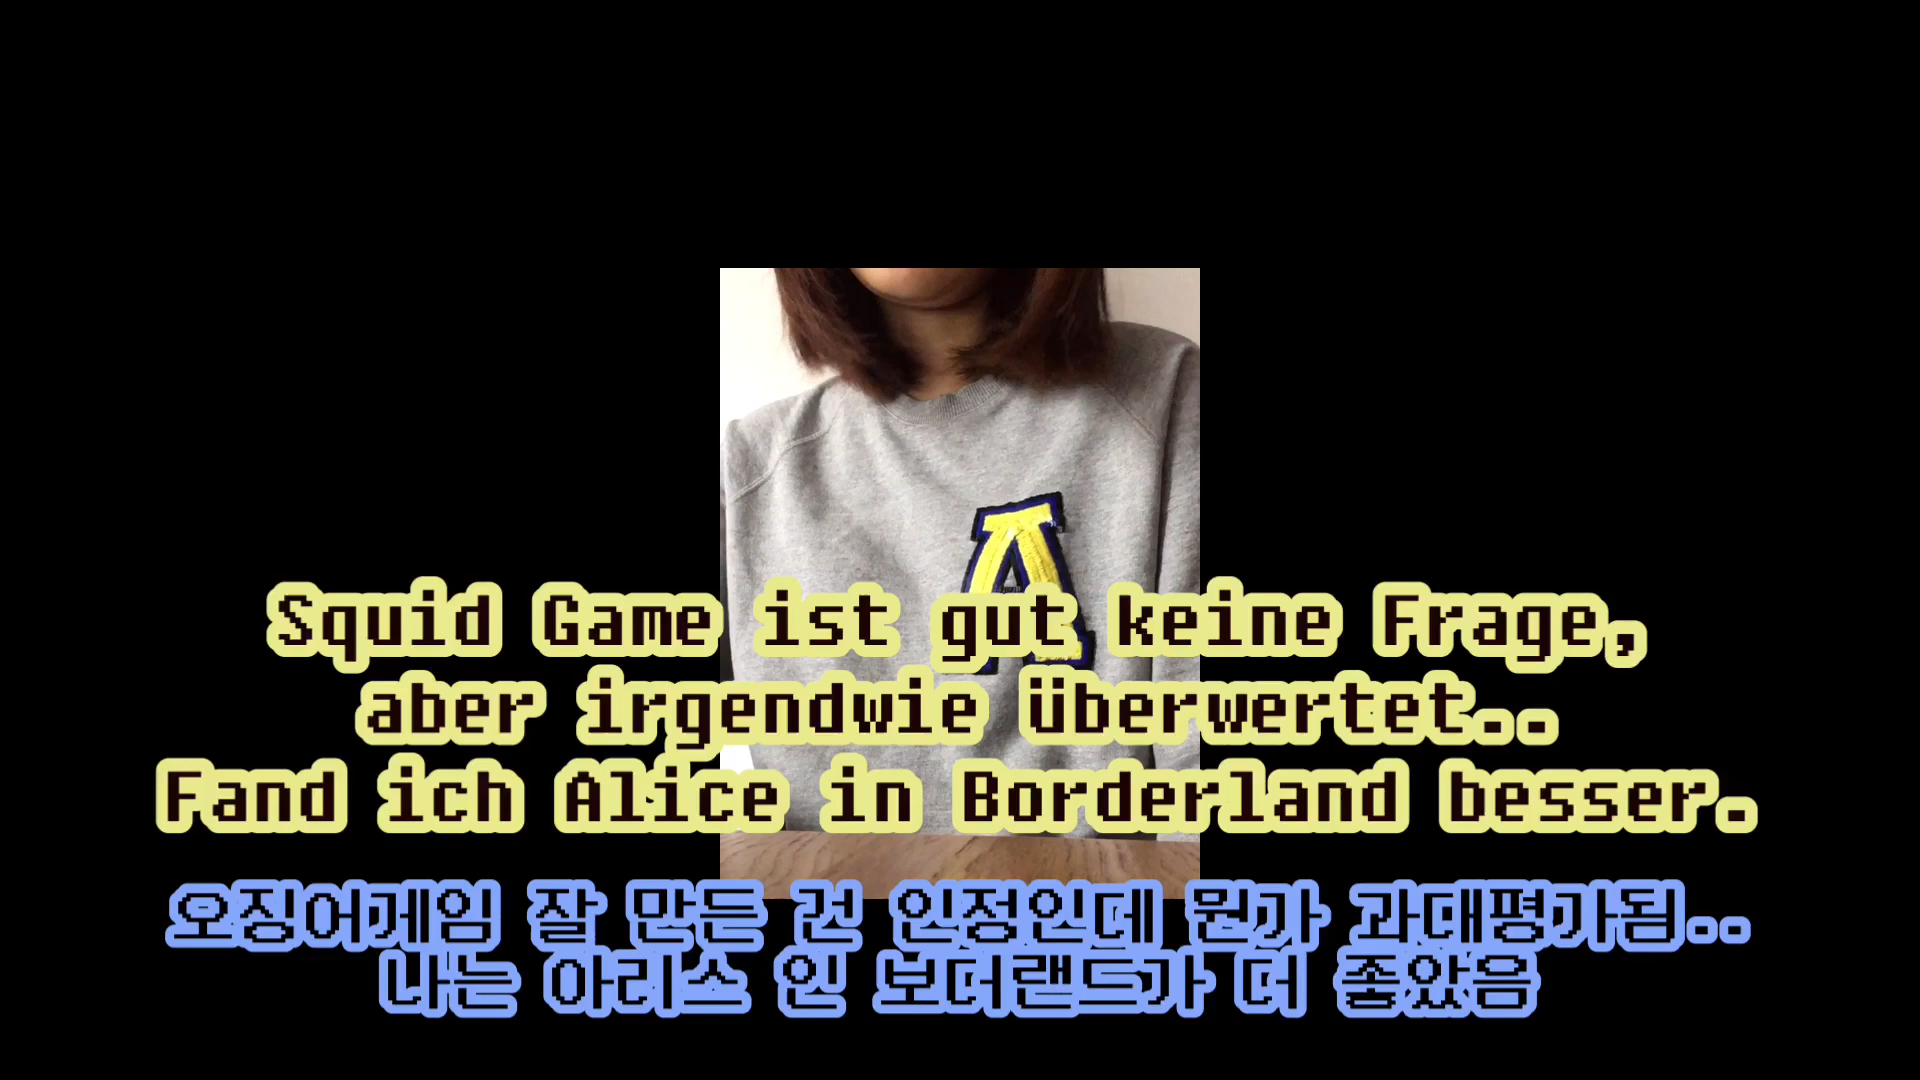 A
Squid Game ist gut keine Frage,
aber irgendwie überwertet..
Fand ich Alice in Borderland besser.
오징어게임 잘 만든 건 인정인데 뭔가 과대평가됨..
나는 아리스 인 보더랜드가 더 좋았음